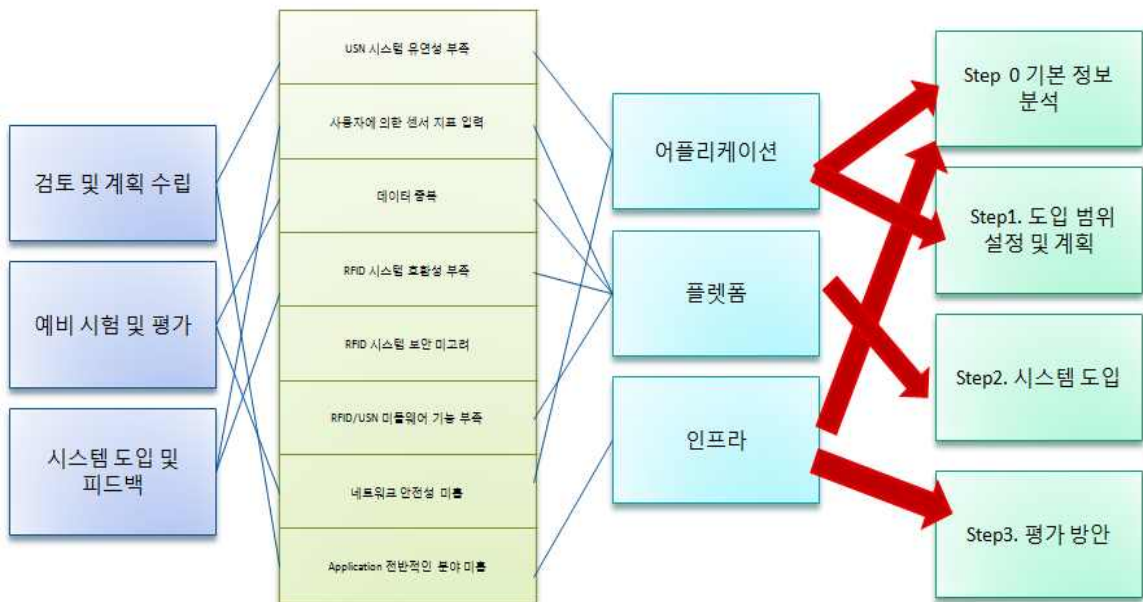 검토 및 계획 수립
예비 시험 및 평가
시스템 도입 및
피드백
USN 시스템 유연성 부족
사용자에 의한 센서 지표 입력
데이터 중복
RFID 시스템 호환성 부족
RFID 시스템 보안 미고려
RFID/USN 미들웨어 기능 부족
네트워크 안전성 미흡
Application 전반적인 분야 미흡
어플리케이션
플렛폼
인프라
Step 0 기본 정보
분석
Step1. 도입 범위
설정 및 계획
Step2. 시스템 도입
Step3. 평가 방안